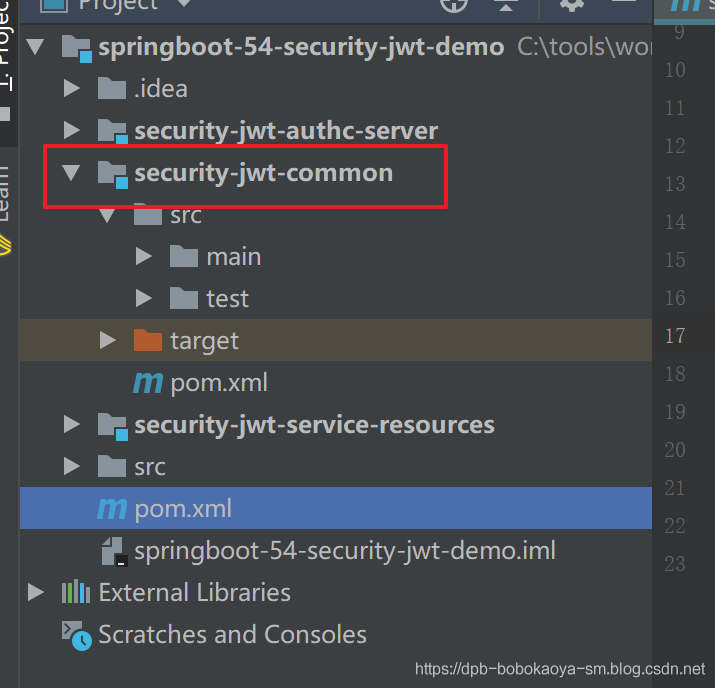 Project
1: Project
Learn
springboot-54-security-jwt-demo C:\tools\wo
.idea
security-jwt-authc-server
security-jwt-common
src
main
test
target
pom.xml
security-jwt-service-resources
src
pom.xml
springboot-54-security-jwt-demo.iml
External Libraries
Scratches and Consoles
9
10
11
12
13
14
15
16
17
18
19
20
21
22
23
https://dpb-bobokaoya-sm.blog.csdn.net